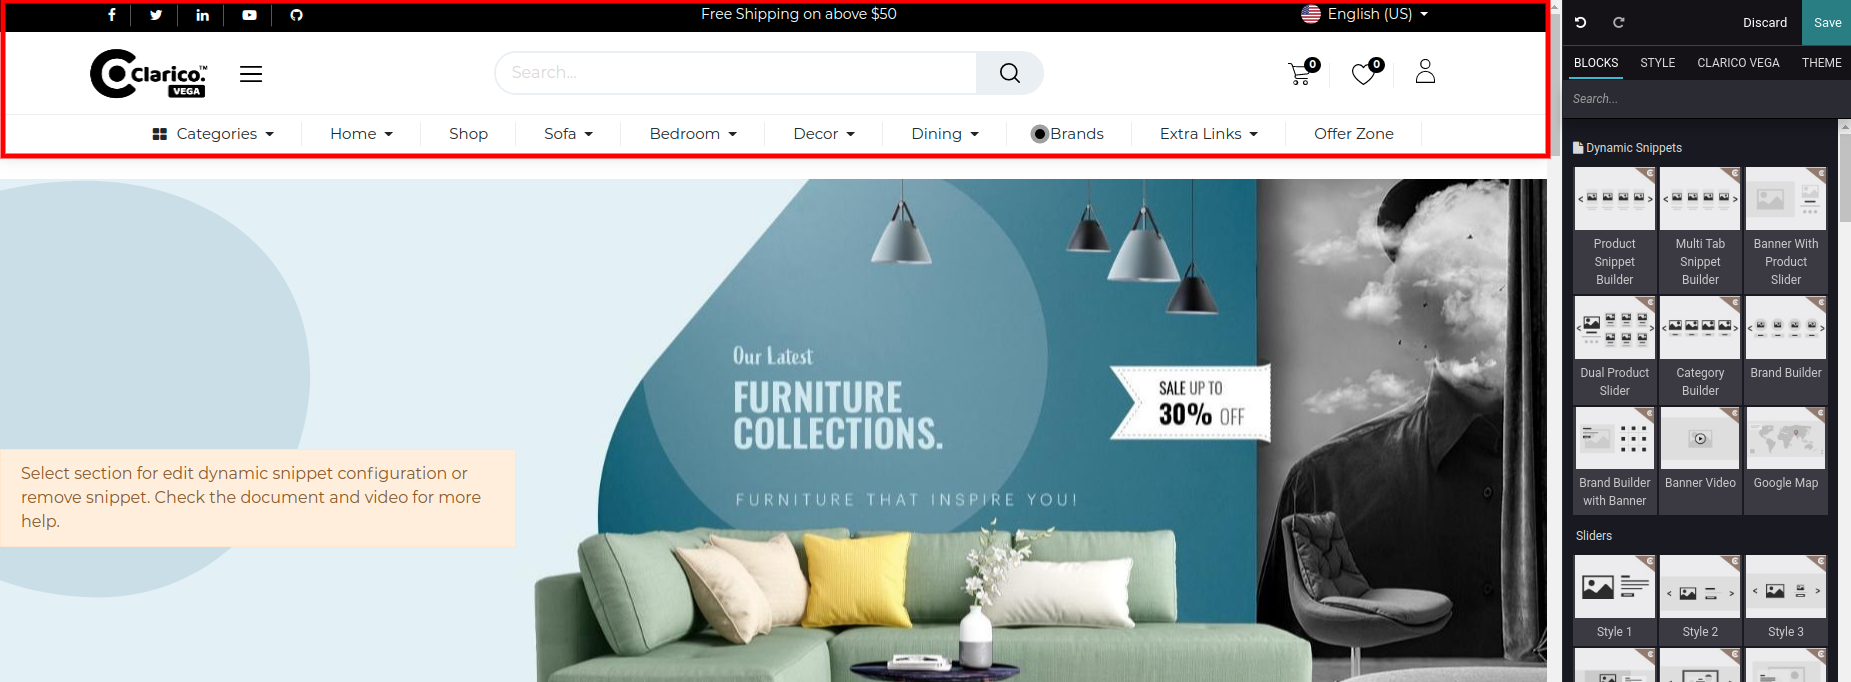 Free Shipping on above $50
English (US)
Clarico.™
VEGA
Search...
0
0
Categories
Home
Shop
Sofa
Bedroom
Decor
Dining
Brands
Extra Links
Offer Zone
Our Latest
FURNITURE
COLLECTIONS.
FURNITURE THAT INSPIRE YOU!
SALE UP TO
30% OFF
Select section for edit dynamic snippet configuration or
remove snippet. Check the document and video for more
help.
Discard
Save
BLOCKS
STYLE
CLARICO VEGA
THEME
Search...
Dynamic Snippets
Product
Snippet
Builder
Multi Tab
Snippet
Builder
Banner With
Product
Slider
Dual Product
Slider
Category
Builder
Brand Builder
Brand Builder
with Banner
Banner Video
Google Map
Sliders
Style 1
Style 2
Style 3